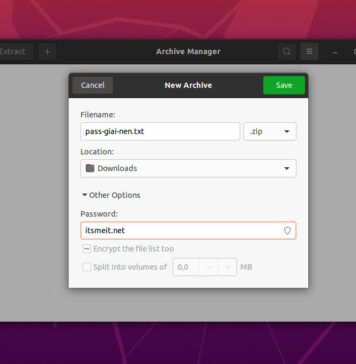 Extract
Archive Manager
Cancel
New Archive
Save
Filename:
pass-giai-nen.txt
.zip
Location:
Downloads
Other Options
Password:
itsmeit.net
Encrypt the file list too
Split into volumes of 0,0 MB